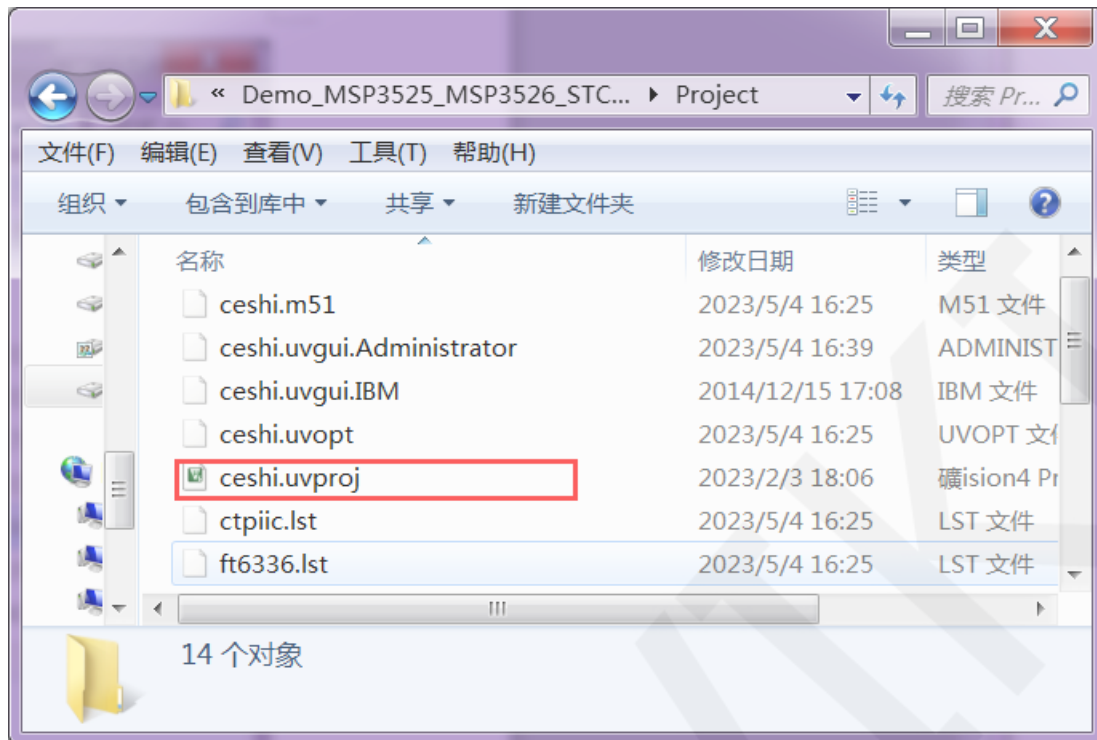 « Demo_MSP3525_MSP3526_STC... Project 搜索 Pr...
文件(F) 编辑(E) 查看(V) 工具(T) 帮助(H)
组织 包含到库中 共享 新建文件夹
名称 修改日期 类型
ceshi.m51 2023/5/4 16:25 M51 文件
ceshi.uvgui.Administrator 2023/5/4 16:39 ADMINIST
ceshi.uvgui.IBM 2014/12/15 17:08 IBM 文件
ceshi.uvopt 2023/5/4 16:25 UVOPT 文
ceshi.uvproj 2023/2/3 18:06 礦ision4 Pr
ctpiic.lst 2023/5/4 16:25 LST 文件
ft6336.lst 2023/5/4 16:25 LST 文件
14 个对象